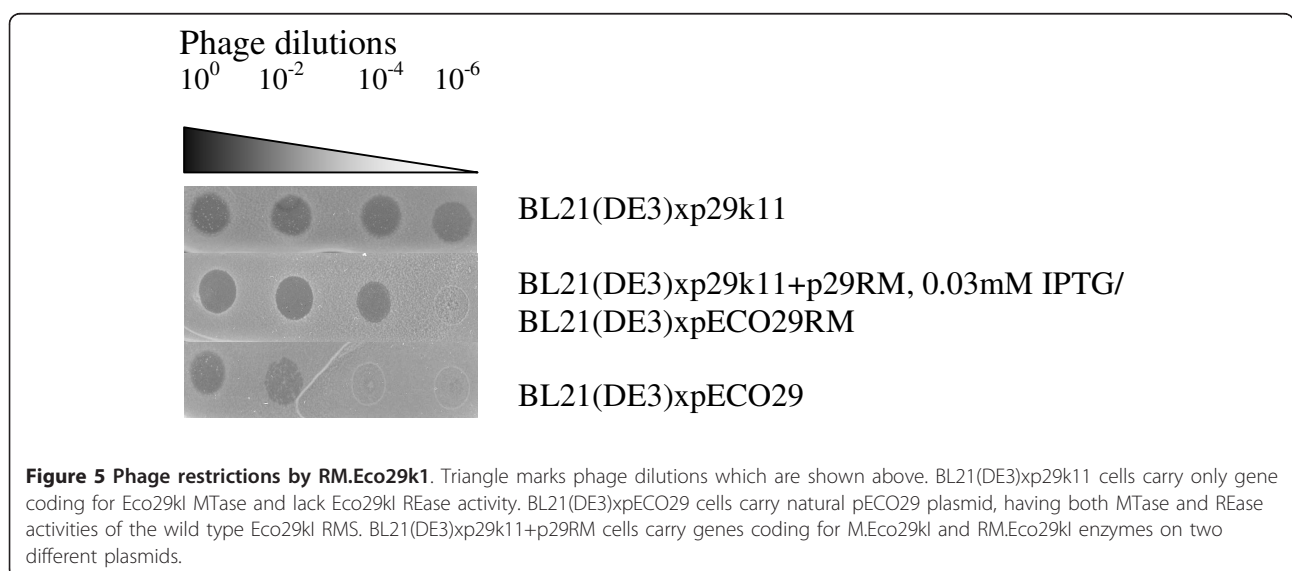 Phage dilutions
10⁰ 10⁻² 10⁻⁴ 10⁻⁶
BL21(DE3)xp29k11
BL21(DE3)xp29k11+p29RM, 0.03mM IPTG/
BL21(DE3)xpECO29RM
BL21(DE3)xpECO29
Figure 5 Phage restrictions by RM.Eco29k1. Triangle marks phage dilutions which are shown above. BL21(DE3)xp29k11 cells carry only gene
coding for Eco29kI MTase and lack Eco29kI REase activity. BL21(DE3)xpECO29 cells carry natural pECO29 plasmid, having both MTase and REase
activities of the wild type Eco29kI RMS. BL21(DE3)xp29k11+p29RM cells carry genes coding for M.Eco29kI and RM.Eco29kI enzymes on two
different plasmids.